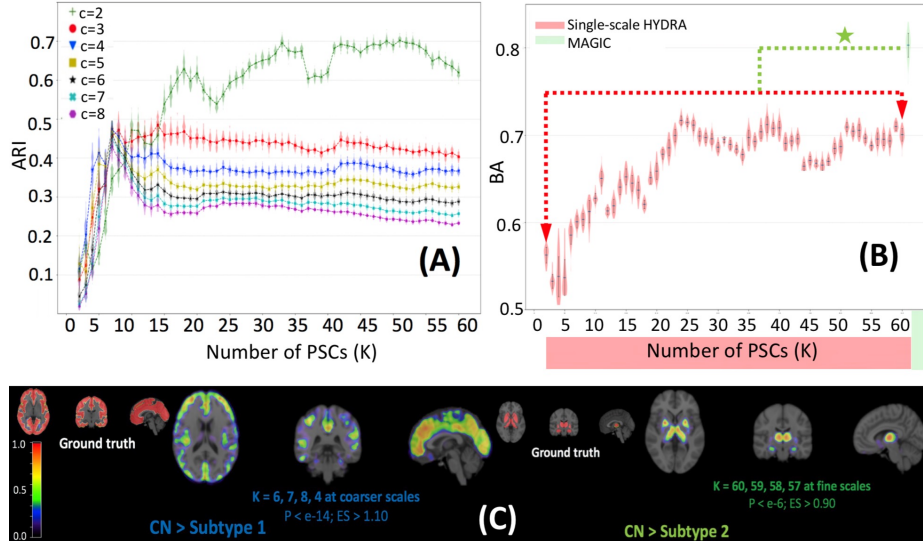 c=2
c=3
c=4
c=5
c=6
c=7
c=8
0.7
0.6
0.5
0.4
0.3
0.2
0.1
ARI
0 5 10 15 20 25 30 35 40 45 50 55 60
Number of PSCs (K)
(A)
Single-scale HYDRA
MAGIC
0.8
0.7
0.6
0.5
BA
0 5 10 15 20 25 30 35 40 45 50 55 60
Number of PSCs (K)
(B)
1.0
0.5
0.0
Ground truth
K = 6, 7, 8, 4 at coarser scales
P < e-14; ES > 1.10
CN > Subtype 1
(C)
Ground truth
K = 60, 59, 58, 57 at fine scales
P < e-6; ES > 0.90
CN > Subtype 2